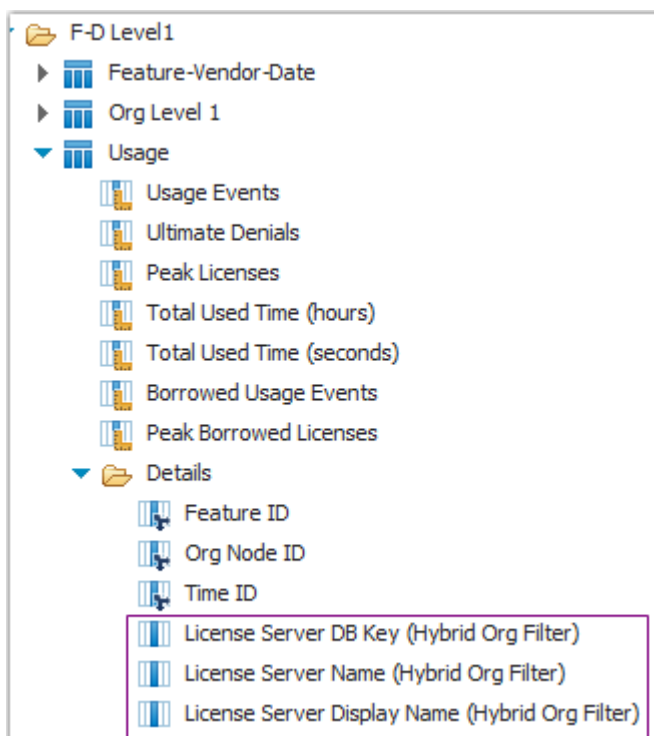 F-D Level1
Feature-Vendor-Date
Org Level 1
Usage
Usage Events
Ultimate Denials
Peak Licenses
Total Used Time (hours)
Total Used Time (seconds)
Borrowed Usage Events
Peak Borrowed Licenses
Details
Feature ID
Org Node ID
Time ID
License Server DB Key (Hybrid Org Filter)
License Server Name (Hybrid Org Filter)
License Server Display Name (Hybrid Org Filter)